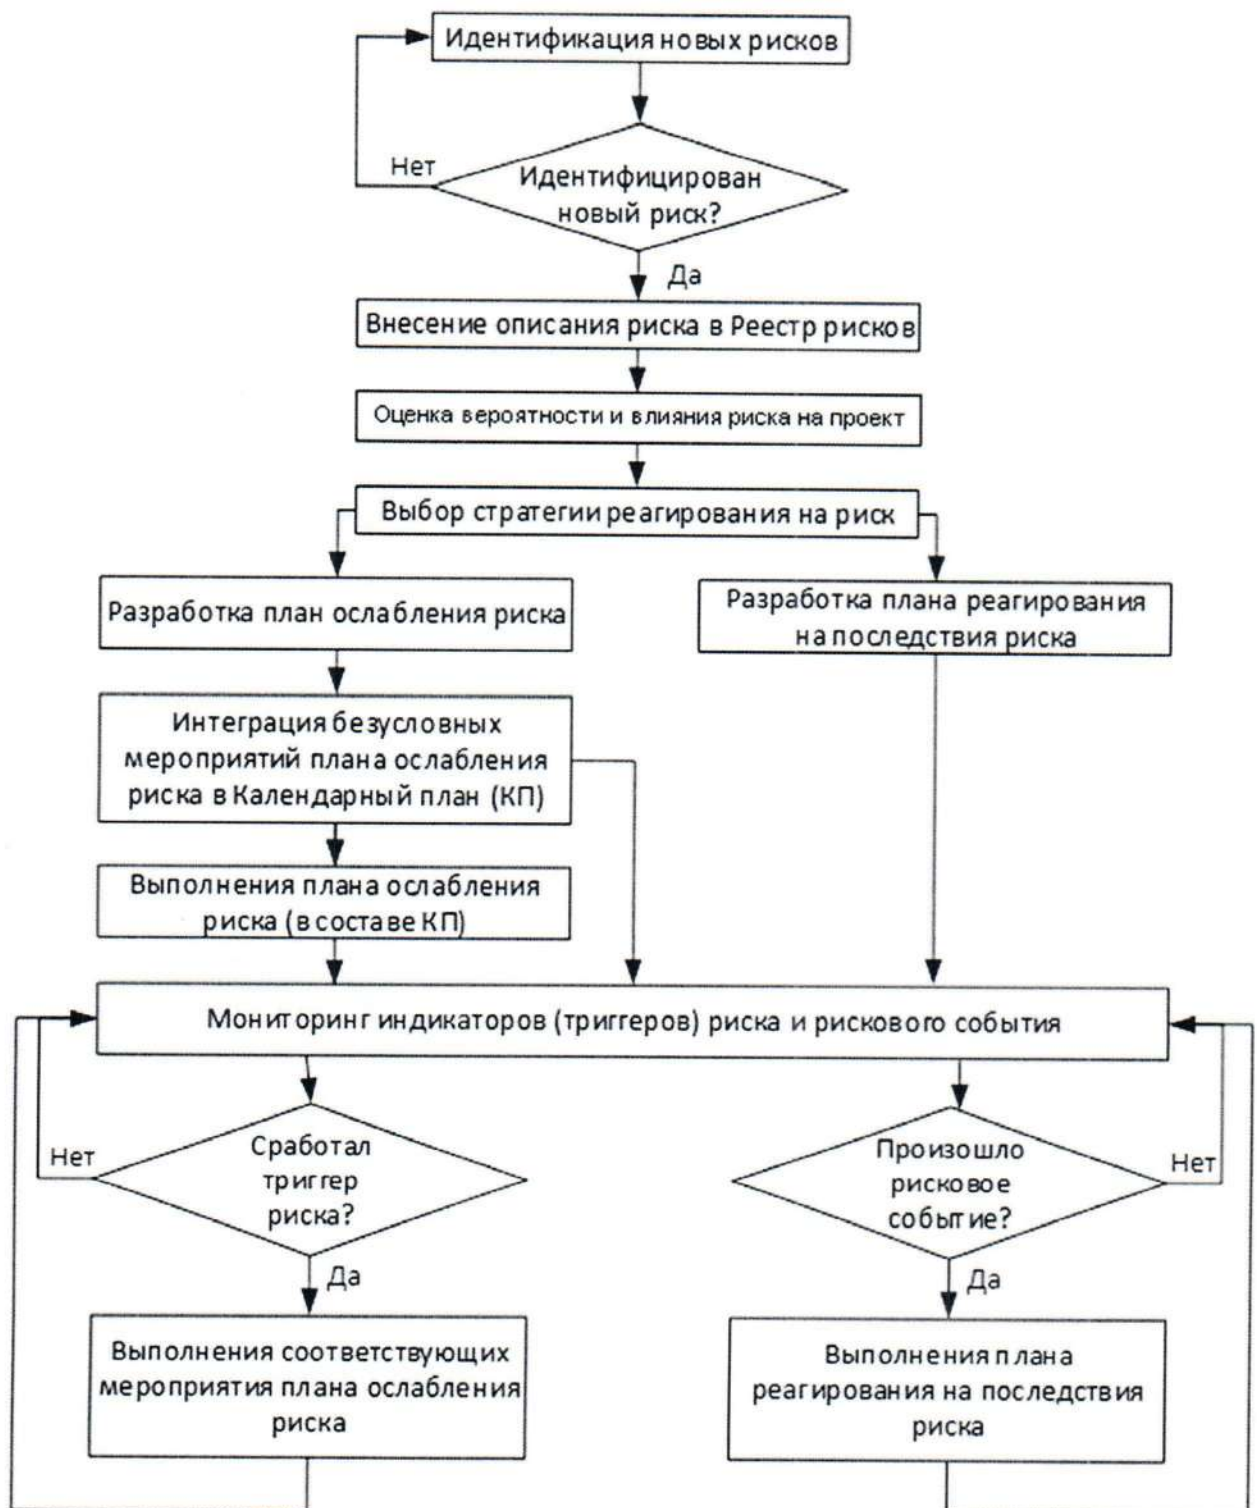 Идентификация новых рисков
Нет
Идентифицирован
новый риск?
Да
Внесение описания риска в Реестр рисков
Оценка вероятности и влияния риска на проект
Выбор стратегии реагирования на риск
Разработка план ослабления риска
Разработка плана реагирования
на последствия риска
Интеграция безусловных
мероприятий плана ослабления
риска в Календарный план (КП)
Выполнения плана ослабления
риска (в составе КП)
Мониторинг индикаторов (триггеров) риска и рискового события
Нет
Сработал
триггер
риска?
Произошло
рисковое
событие?
Нет
Да
Да
Выполнения соответствующих
мероприятия плана ослабления
риска
Выполнения плана
реагирования на последствия
риска